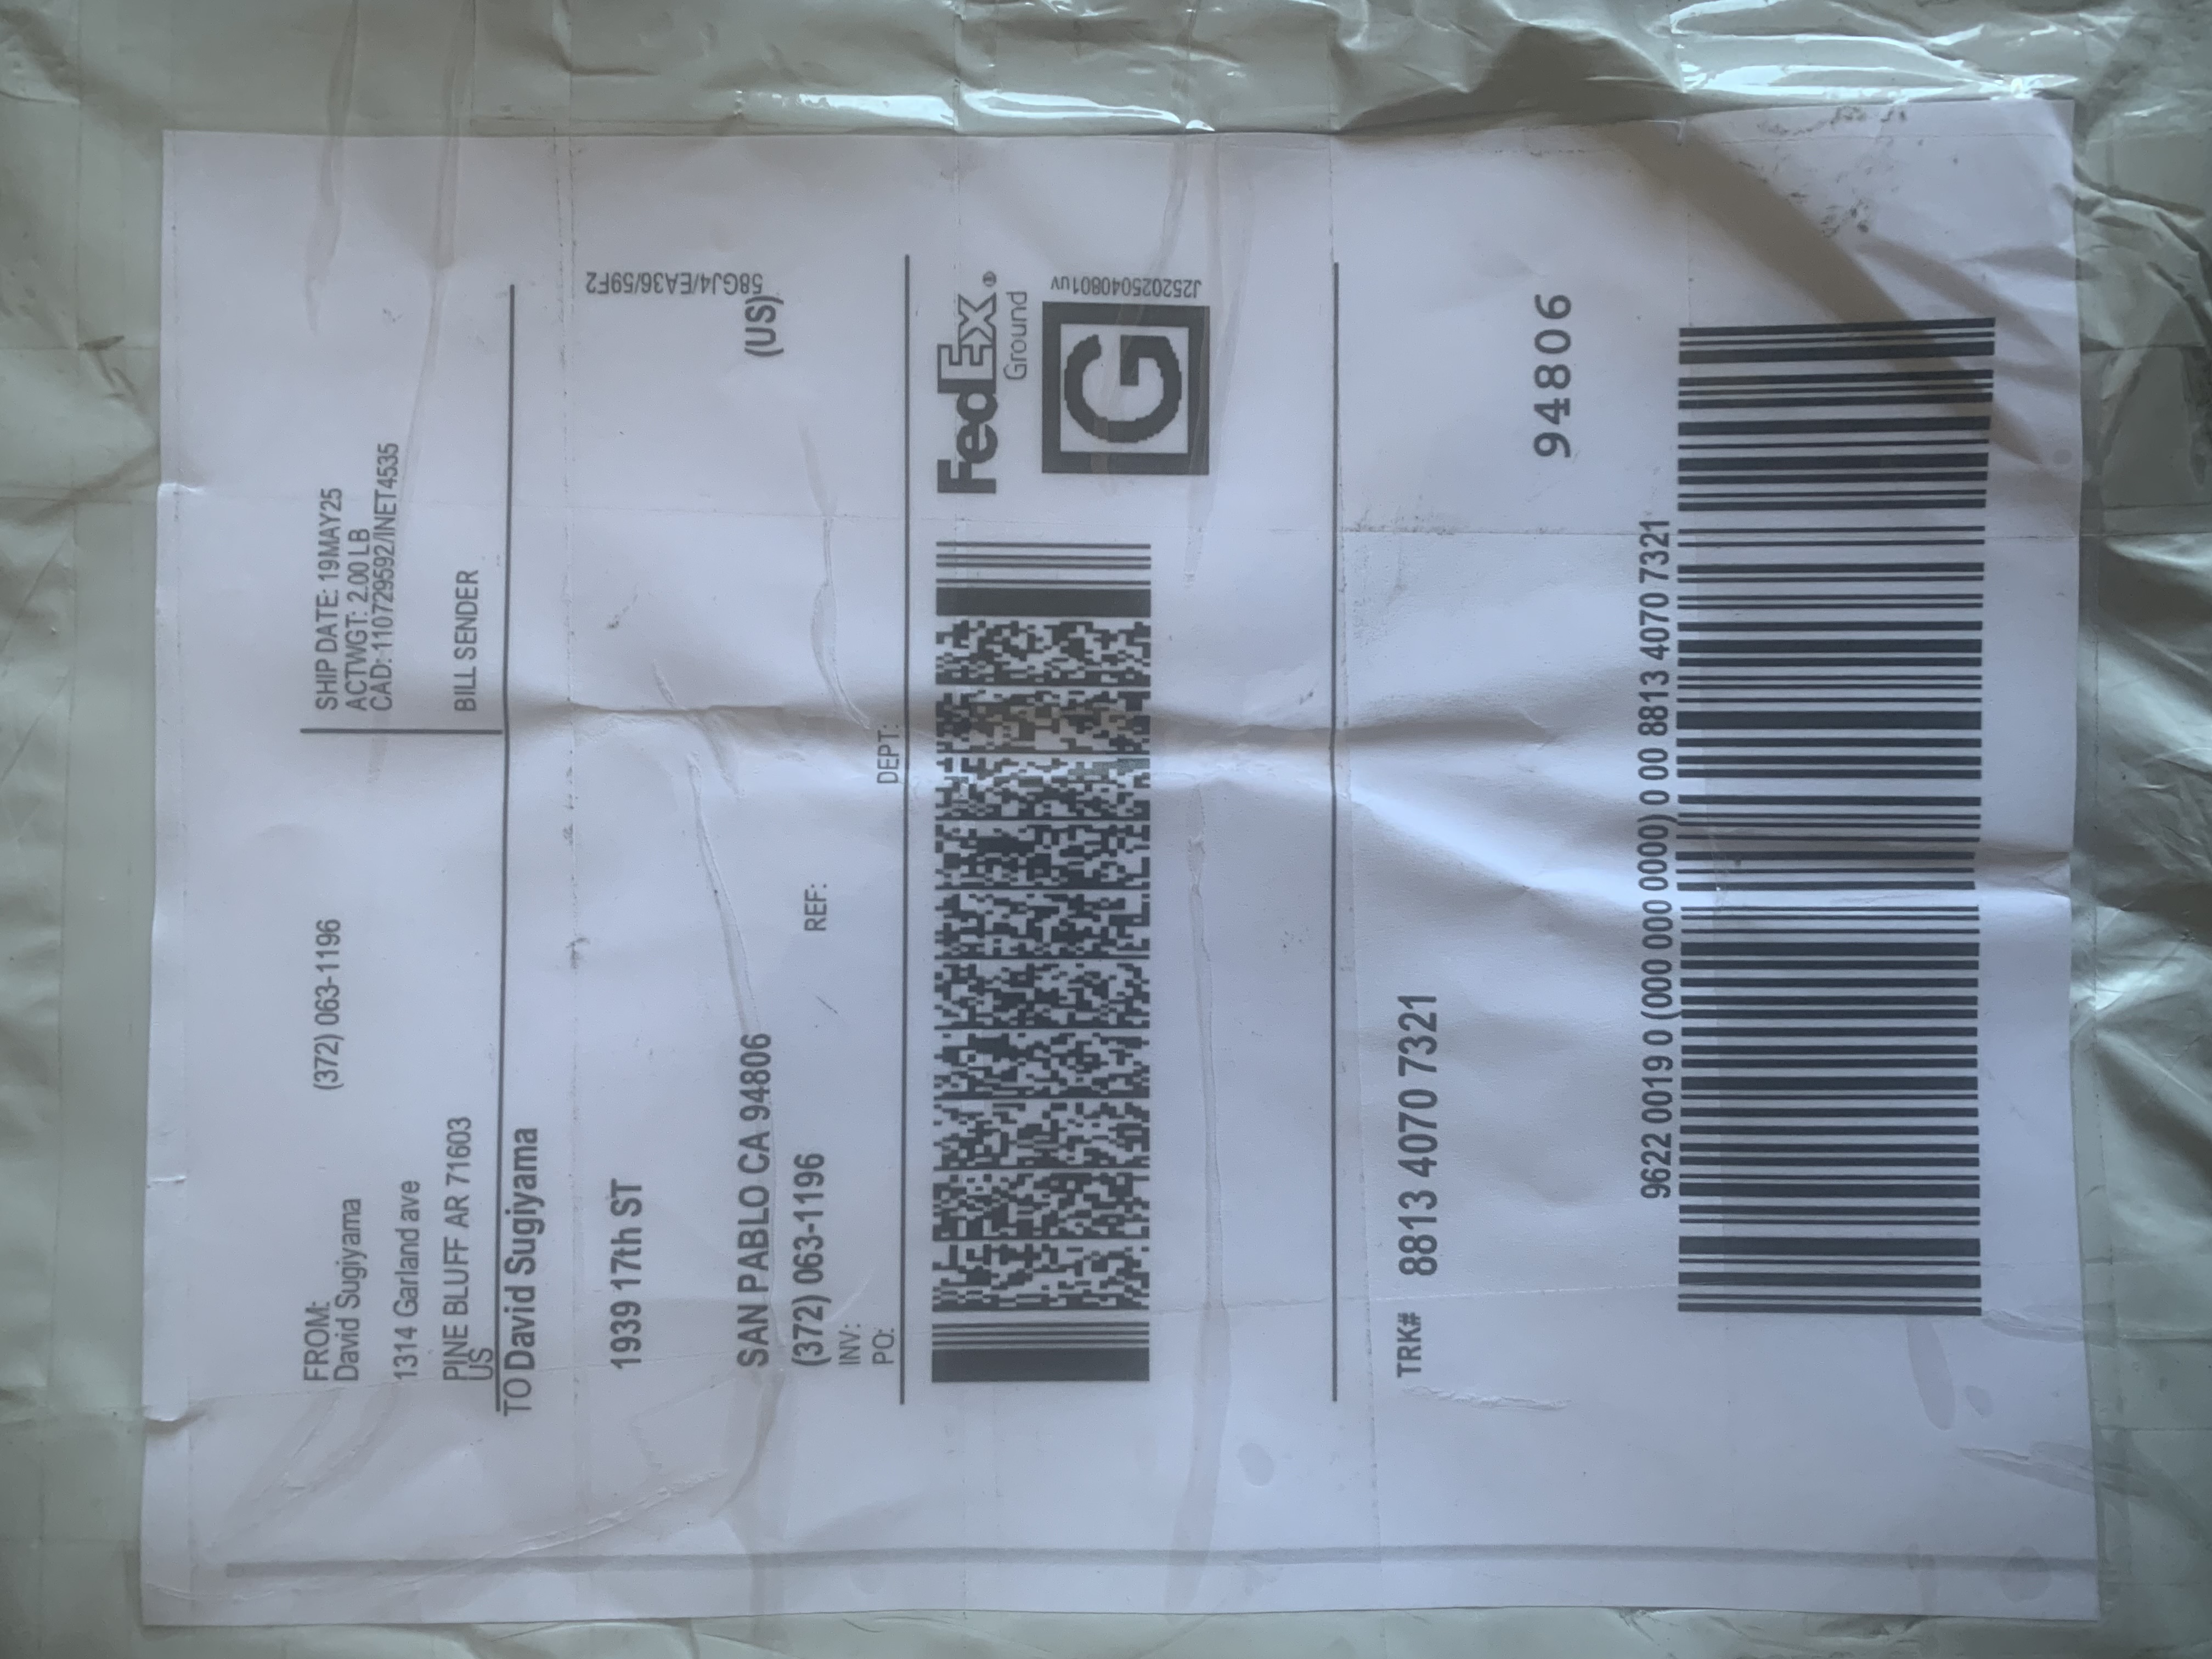 FROM:
David Sugiyama
(372) 063-1196
1314 Garland ave
PINE BLUFF AR 71603
US
SHIP DATE: 19MAY25
ACTWGT: 2.00 LB
CAD: 110729592/INET4535
BILL SENDER
TO David Sugiyama
1939 17th ST
SAN PABLO CA 94806
(US)
(372) 063-1196
REF:
INV:
PO:
DEPT:
58GJ4/EA36/59F2
FedEx®
Ground
G
J252025040801uv
TRK# 8813 4070 7321
94806
9622 0019 0 (000 000 0000) 0 00 8813 4070 7321